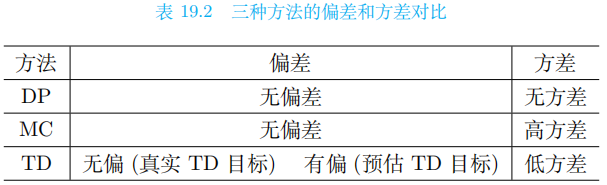 表 19.2 三种方法的偏差和方差对比
方法 偏差 方差
DP 无偏差 无方差
MC 无偏差 高方差
TD 无偏 (真实 TD 目标) 有偏 (预估 TD 目标) 低方差